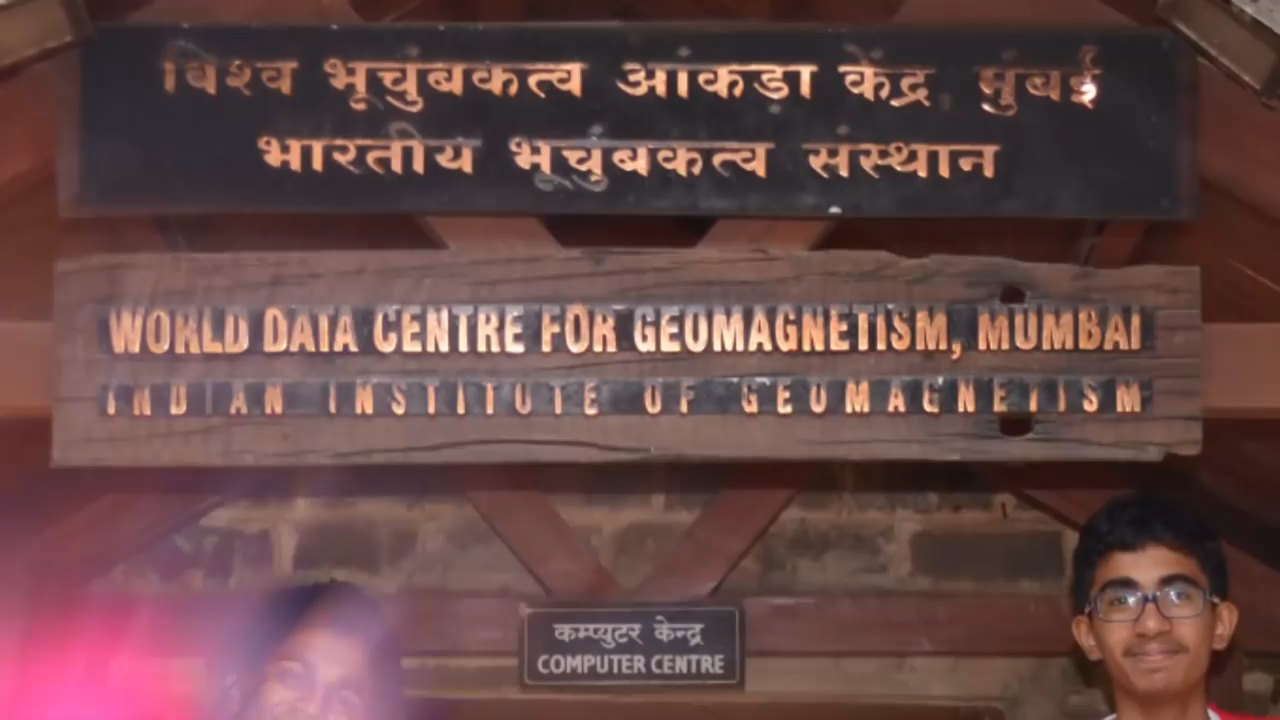 विश्व भूचुंबकत्व आंकडा केंद्र, मुंबई
भारतीय भूचुंबकत्व संस्थान
WORLD DATA CENTRE FOR GEOMAGNETISM, MUMBAI
INDIAN INSTITUTE OF GEOMAGNETISM
कम्प्युटर केन्द्र
COMPUTER CENTRE